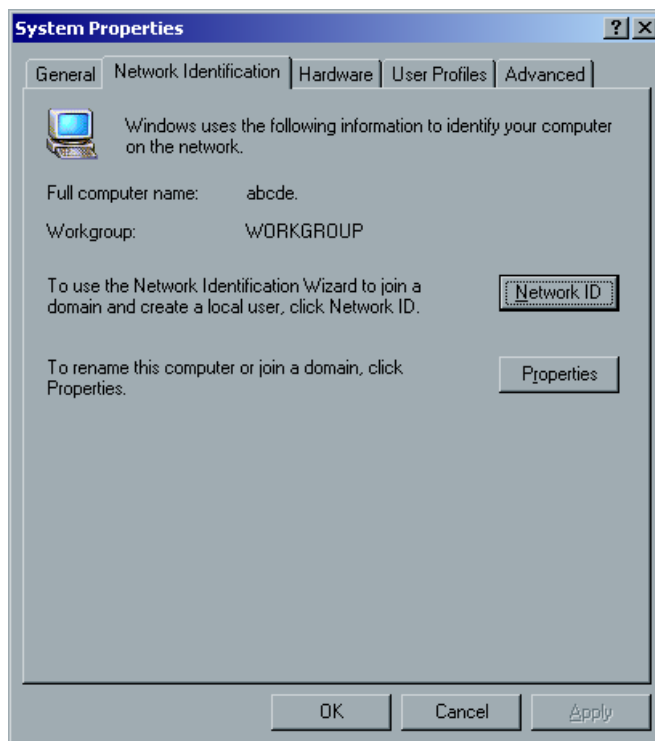 System Properties
General
Network Identification
Hardware
User Profiles
Advanced
Windows uses the following information to identify your computer
on the network.
Full computer name: abcde.
Workgroup: WORKGROUP
To use the Network Identification Wizard to join a
domain and create a local user, click Network ID.
Network ID
To rename this computer or join a domain, click
Properties.
Properties
OK
Cancel
Apply